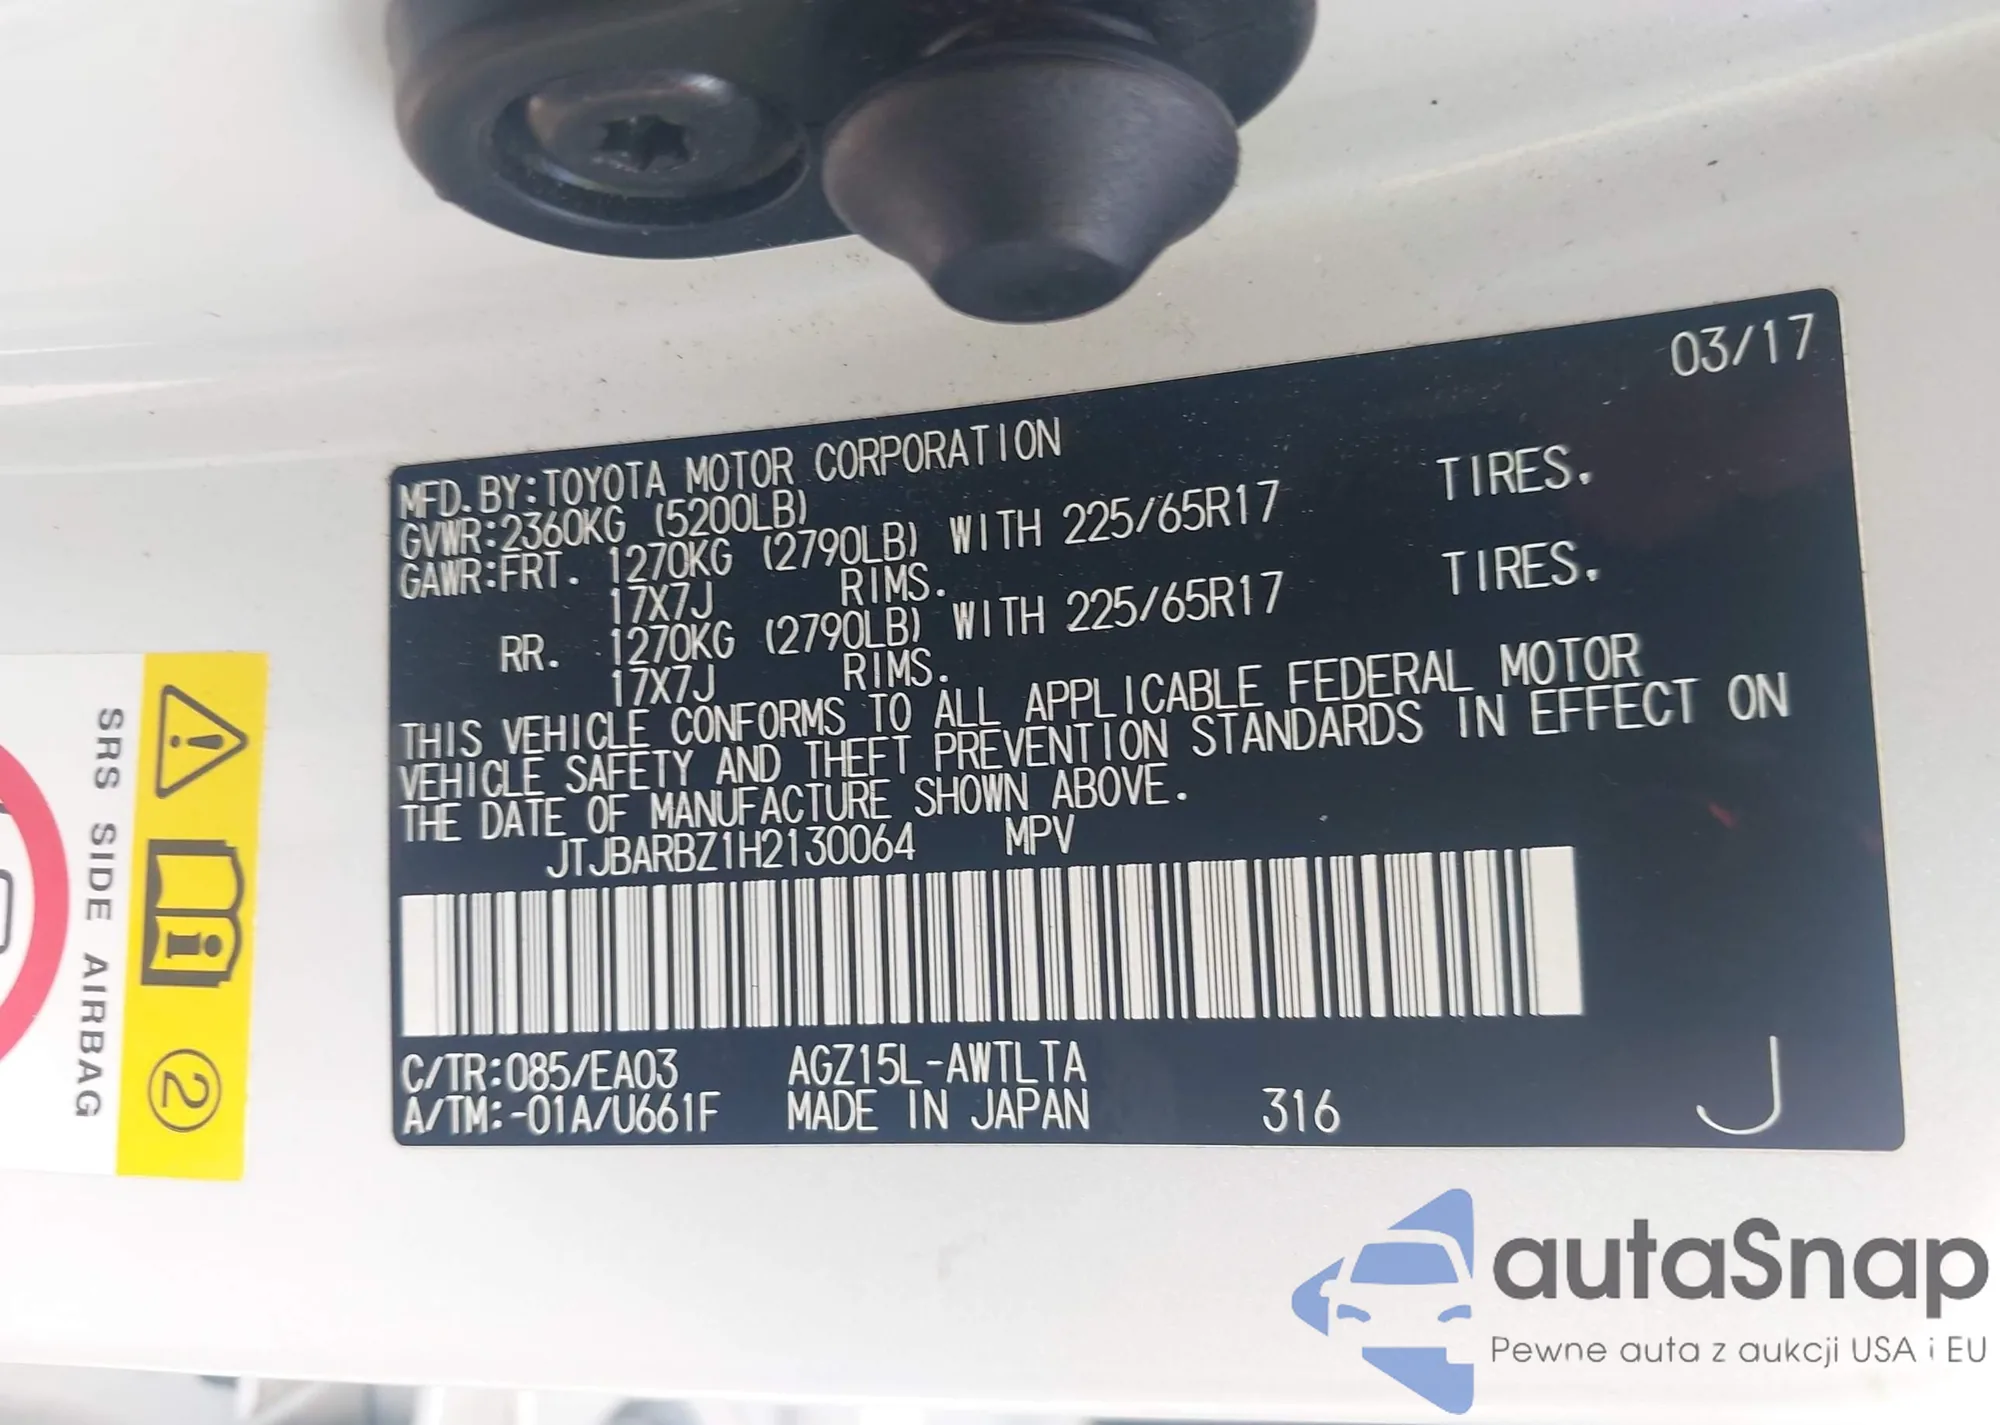 03/17
MFD. BY:TOYOTA MOTOR CORPORATION
GVWR:2360KG (5200LB)
GAWR:FRT. 1270KG (2790LB) WITH 225/65R17 TIRES.
17X7J RIMS.
RR. 1270KG (2790LB) WITH 225/65R17 TIRES.
17X7J RIMS.
THIS VEHICLE CONFORMS TO ALL APPLICABLE FEDERAL MOTOR
VEHICLE SAFETY AND THEFT PREVENTION STANDARDS IN EFFECT ON
THE DATE OF MANUFACTURE SHOWN ABOVE.
JTJBARBZ1H2130064 MPV
C/TR:085/EA03 AGZ15L-AWTLTA
A/TM:-01A/U661F MADE IN JAPAN 316 J
SRS SIDE AIRBAG
i 2
autaSnap
Pewne auta z aukcji USA i EU